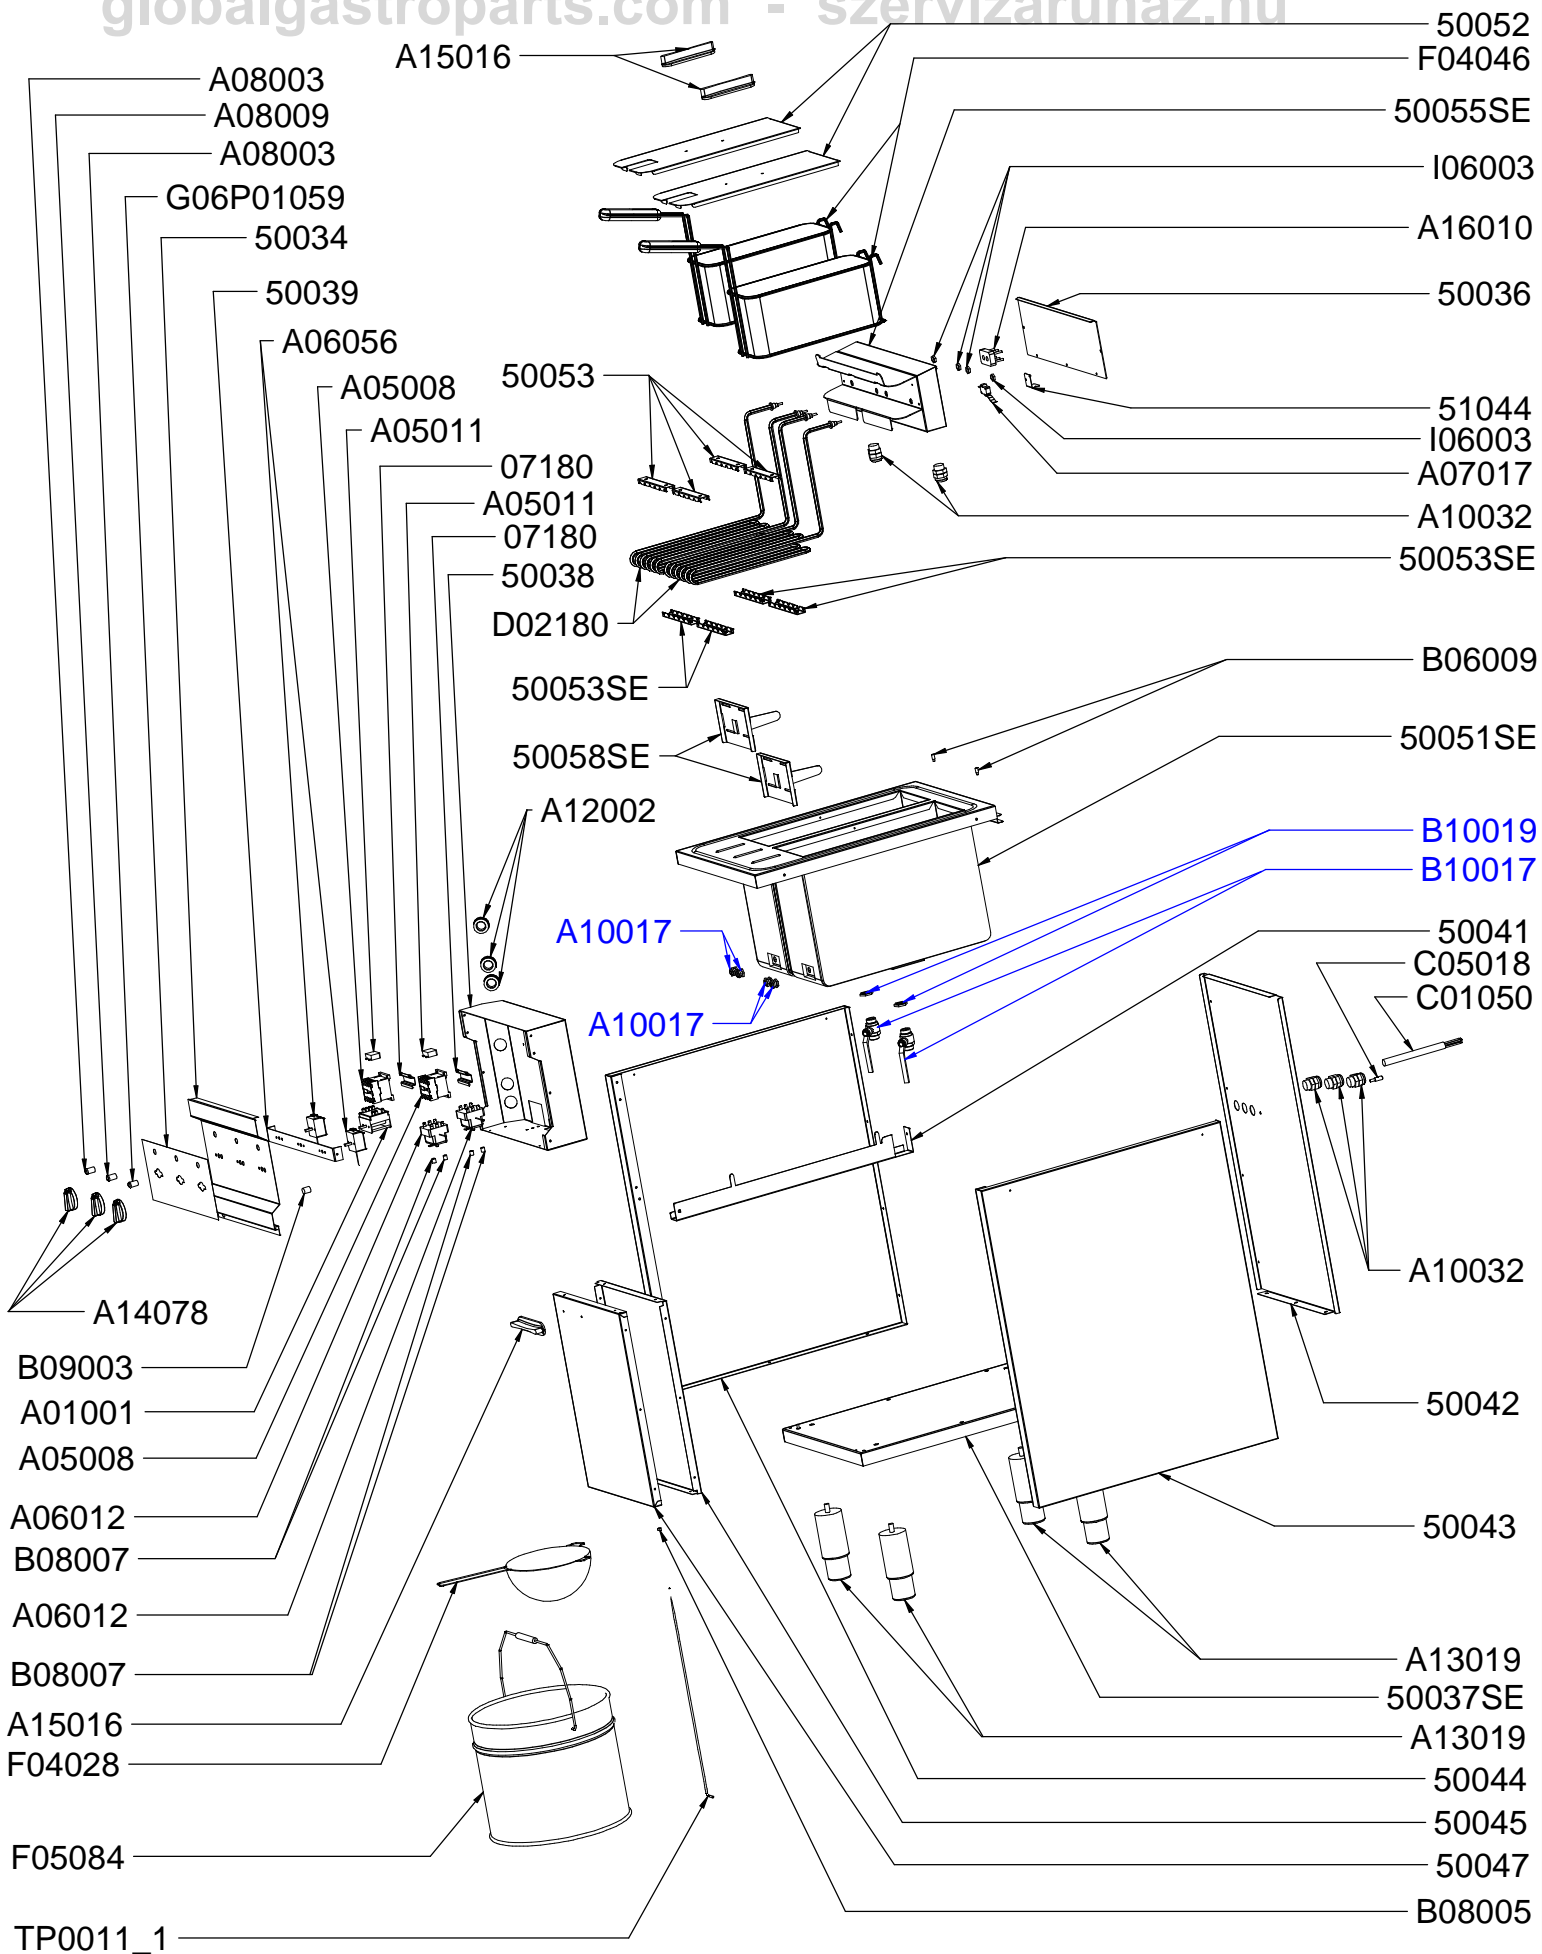 globalgastroparts.com - szervizaruhaz.hu
50052
A15016
F04046
A08003
50055SE
A08009
A08003
I06003
G06P01059
A16010
50034
50039
50036
A06056
A05008
50053
51044
A05011
I06003
07180
A07017
A05011
A10032
07180
50053SE
50038
D02180
B06009
50053SE
50051SE
50058SE
A12002
B10019
B10017
A10017
50041
C05018
C01050
A10017
A10032
A14078
B09003
50042
A01001
A05008
A06012
50043
B08007
A06012
A13019
B08007
50037SE
A15016
A13019
F04028
50044
50045
F05084
50047
B08005
TP0011_1